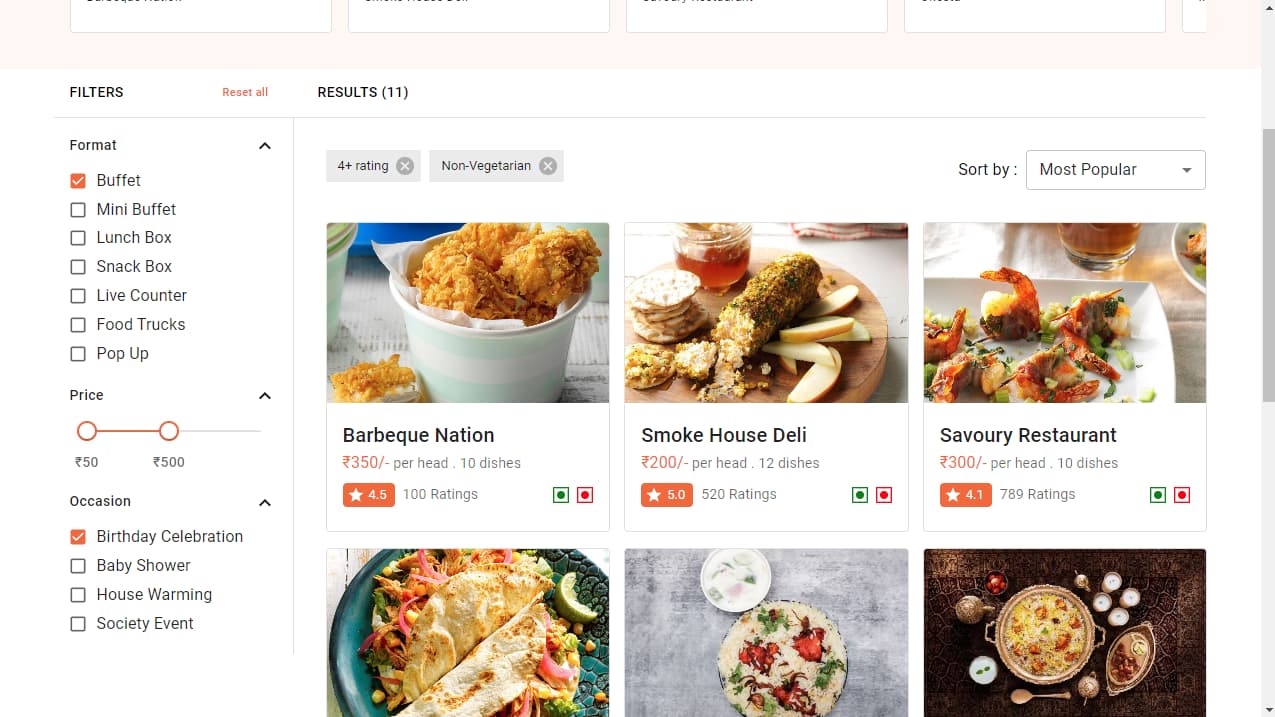 FILTERS
Reset all
RESULTS (11)
Format
Buffet
Mini Buffet
Lunch Box
Snack Box
Live Counter
Food Trucks
Pop Up
Price
₹50
₹500
Occasion
Birthday Celebration
Baby Shower
House Warming
Society Event
4+ rating
Non-Vegetarian
Sort by :
Most Popular
Barbeque Nation
₹350/- per head . 10 dishes
4.5
100 Ratings
Smoke House Deli
₹200/- per head . 12 dishes
5.0
520 Ratings
Savoury Restaurant
₹300/- per head . 10 dishes
4.1
789 Ratings